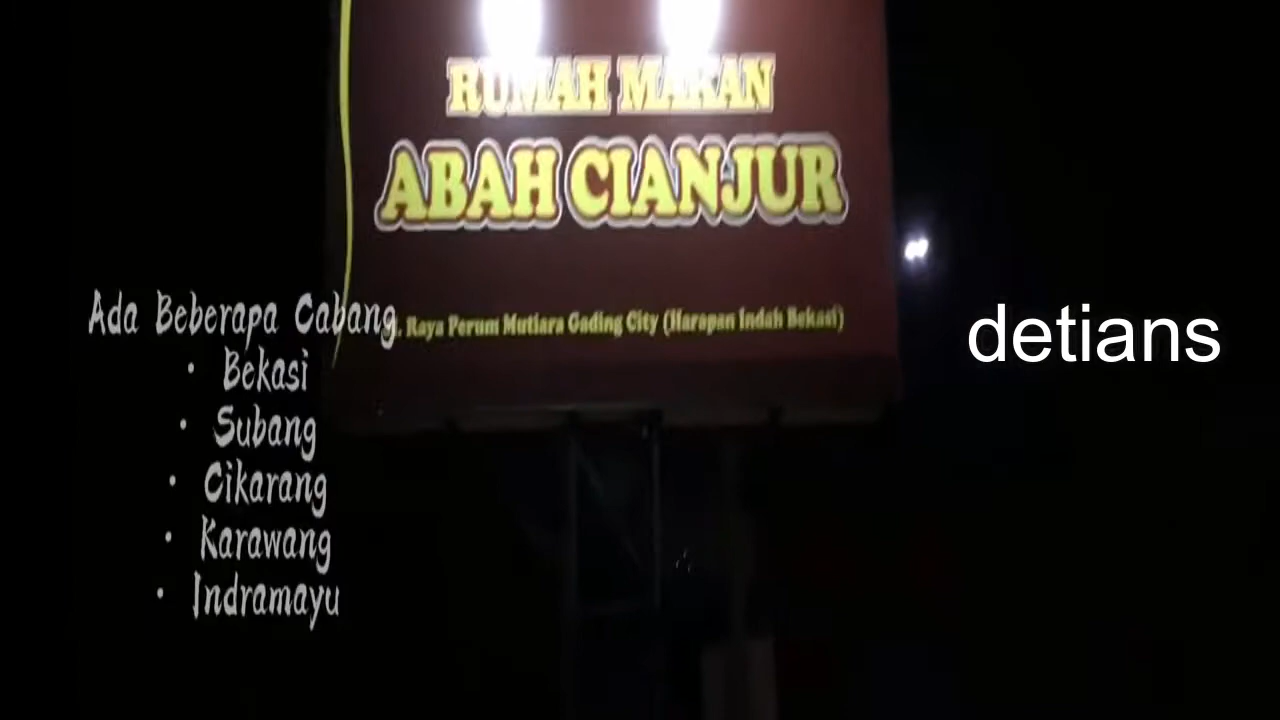 RUMAH MAKAN
ABAH CIANJUR
Raya Perum Mutiara Gading City (Harapan Indah Bekasi)
Ada Beberapa Cabang
• Bekasi
• Subang
• Cikarang
• Karawang
• Indramayu
detians